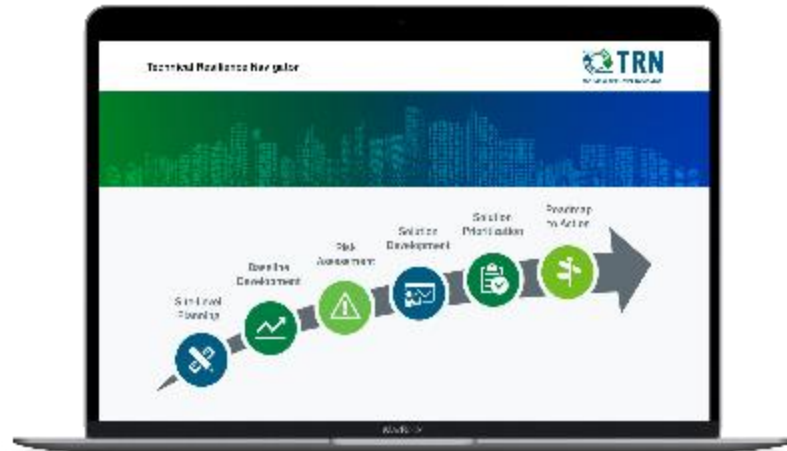 Technical Resilience Navigator
TRN
Site-Level
Planning
Baseline
Development
Risk
Assessment
Solution
Development
Solution
Prioritization
Roadmap
to Action